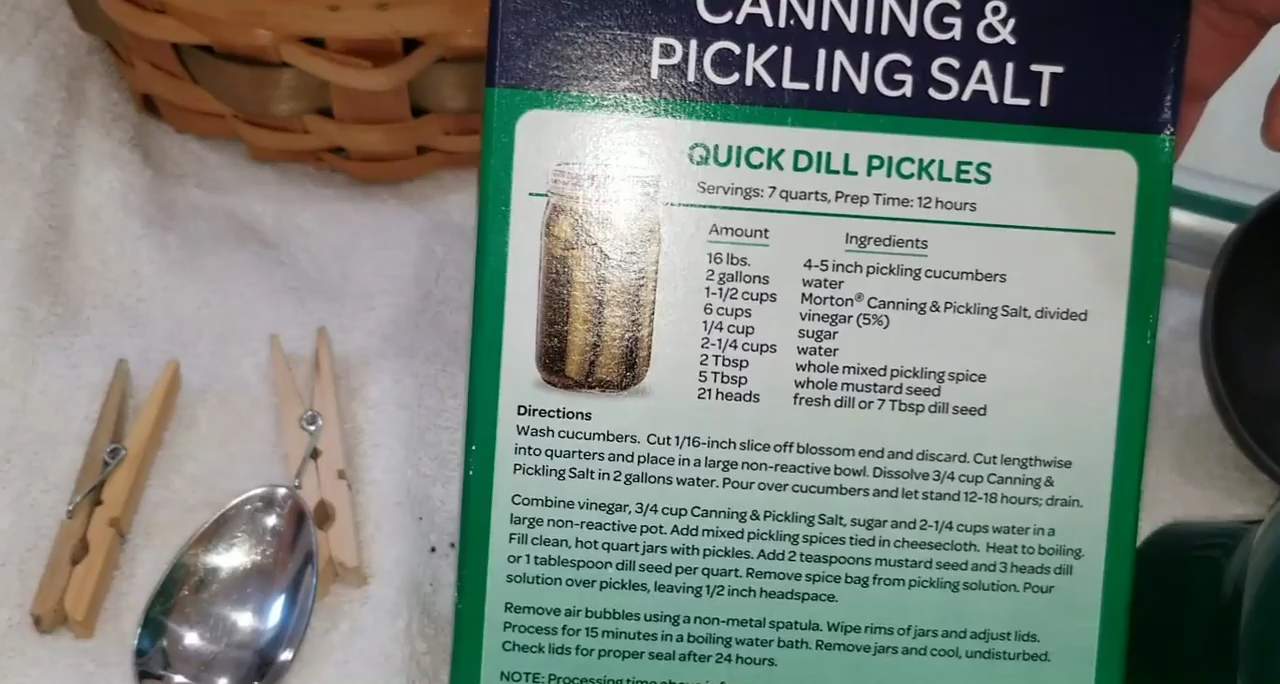 CANNING &
PICKLING SALT
QUICK DILL PICKLES
Servings: 7 quarts, Prep Time: 12 hours
Amount Ingredients
16 lbs. 4-5 inch pickling cucumbers
2 gallons water
1-1/2 cups Morton® Canning & Pickling Salt, divided
6 cups vinegar (5%)
1/4 cup sugar
2-1/4 cups water
2 Tbsp whole mixed pickling spice
5 Tbsp whole mustard seed
21 heads fresh dill or 7 Tbsp dill seed
Directions
Wash cucumbers. Cut 1/16-inch slice off blossom end and discard. Cut lengthwise
into quarters and place in a large non-reactive bowl. Dissolve 3/4 cup Canning &
Pickling Salt in 2 gallons water. Pour over cucumbers and let stand 12-18 hours; drain.
Combine vinegar, 3/4 cup Canning & Pickling Salt, sugar and 2-1/4 cups water in a
large non-reactive pot. Add mixed pickling spices tied in cheesecloth. Heat to boiling.
Fill clean, hot quart jars with pickles. Add 2 teaspoons mustard seed and 3 heads dill
or 1 tablespoon dill seed per quart. Remove spice bag from pickling solution. Pour
solution over pickles, leaving 1/2 inch headspace.
Remove air bubbles using a non-metal spatula. Wipe rims of jars and adjust lids.
Process for 15 minutes in a boiling water bath. Remove jars and cool, undisturbed.
Check lids for proper seal after 24 hours.
NOTE: Processing time